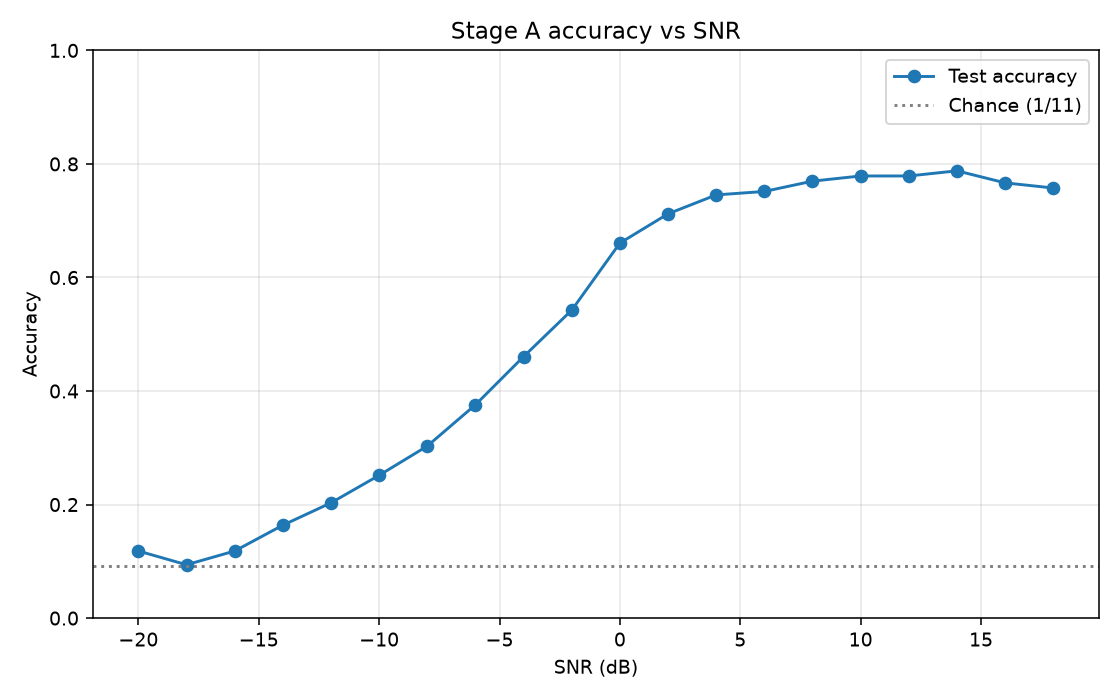 Stage A accuracy vs SNR
Test accuracy
Chance (1/11)
1.0
0.8
0.6
0.4
0.2
0.0
Accuracy
−20 −15 −10 −5 0 5 10 15
SNR (dB)